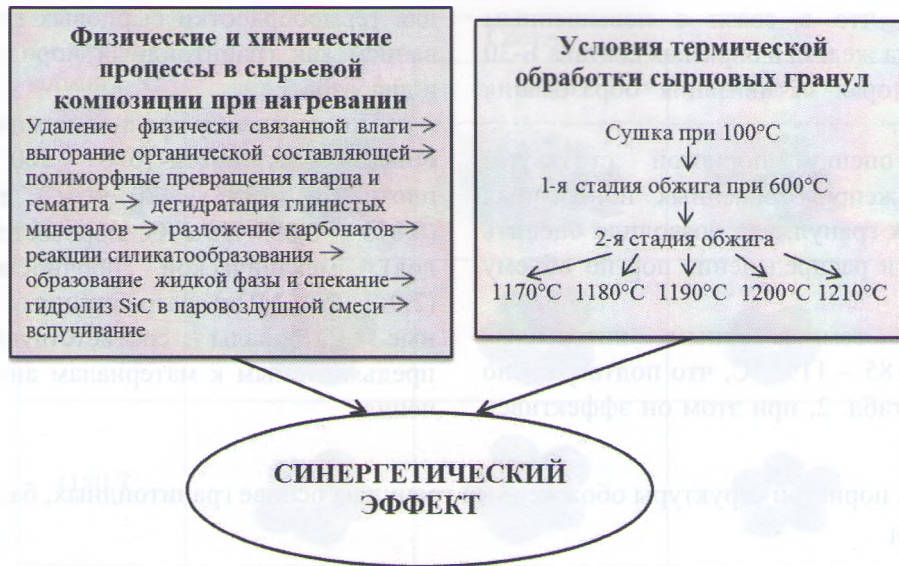 Физические и химические
процессы в сырьевой
композиции при нагревании
Удаление физически связанной влаги→
выгорание органической составляющей→
полиморфные превращения кварца и
гематита → дегидратация глинистых
минералов → разложение карбонатов→
реакции силикатообразования →
образование жидкой фазы и спекание→
гидролиз SiC в паровоздушной смеси→
вспучивание
Условия термической
обработки сырцовых гранул
Сушка при 100°С
1-я стадия обжига при 600°С
2-я стадия обжига
1170°С 1180°С 1190°С 1200°С 1210°С
СИНЕРГЕТИЧЕСКИЙ
ЭФФЕКТ